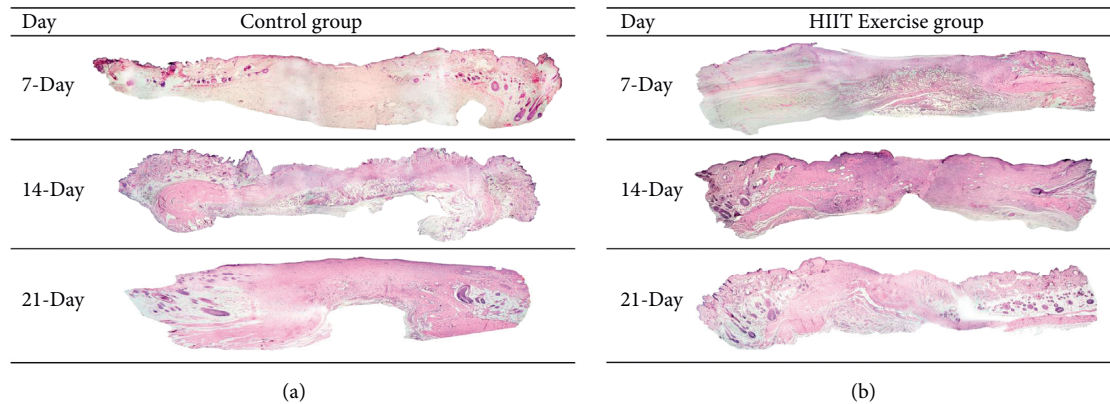 Day Control group
7-Day
14-Day
21-Day
(a)
Day HIIT Exercise group
7-Day
14-Day
21-Day
(b)